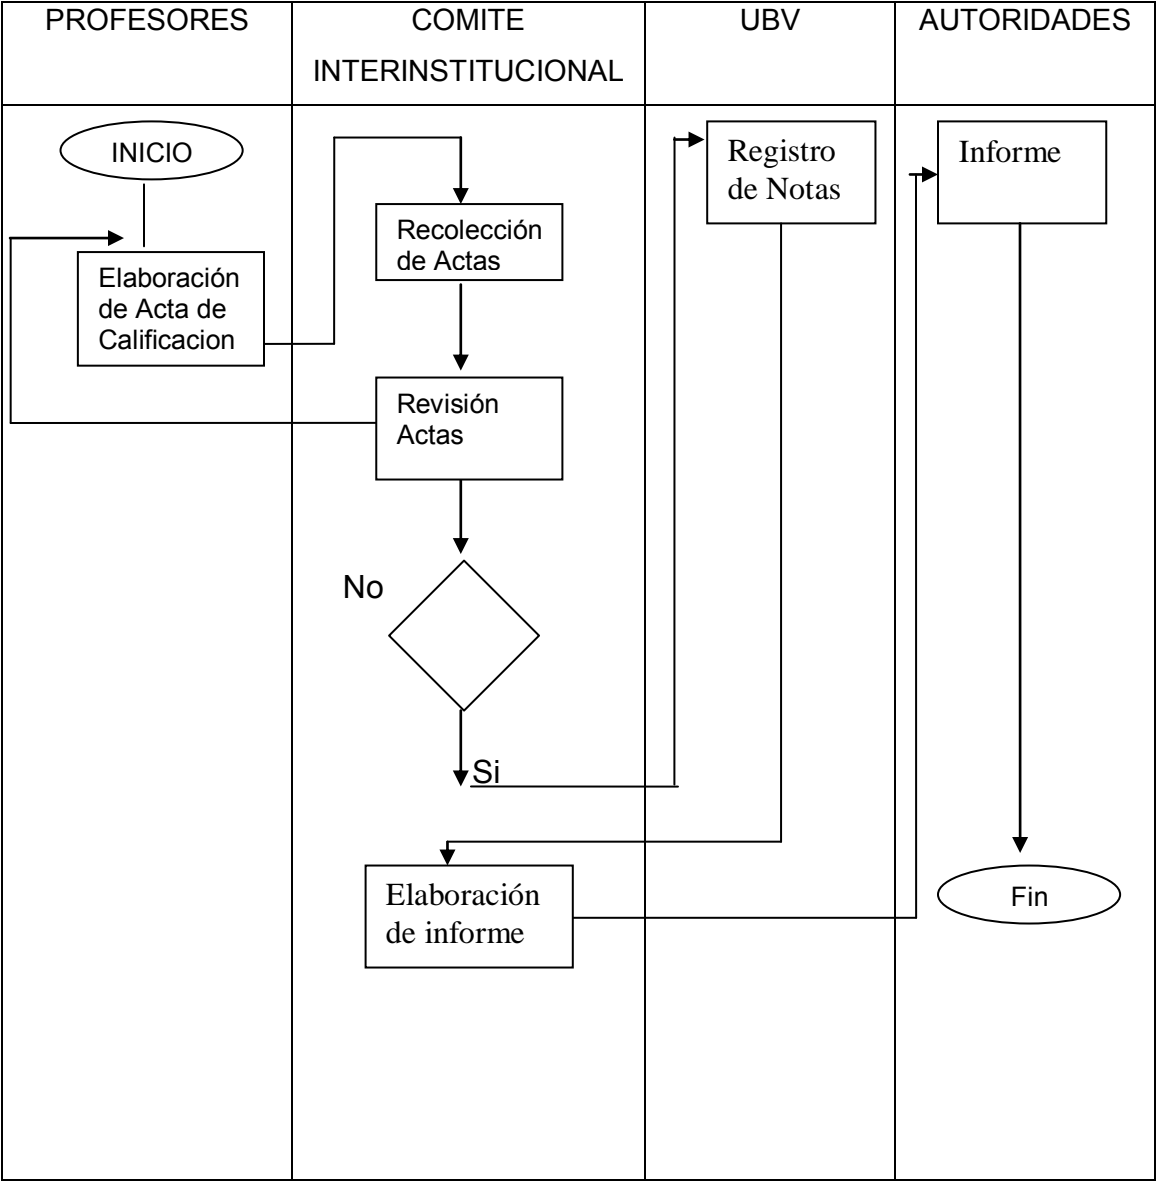 PROFESORES
COMITE
INTERINSTITUCIONAL
UBV
AUTORIDADES
INICIO
Elaboración
de Acta de
Calificacion
Recolección
de Actas
Revisión
Actas
No
Si
Elaboración
de informe
Registro
de Notas
Informe
Fin